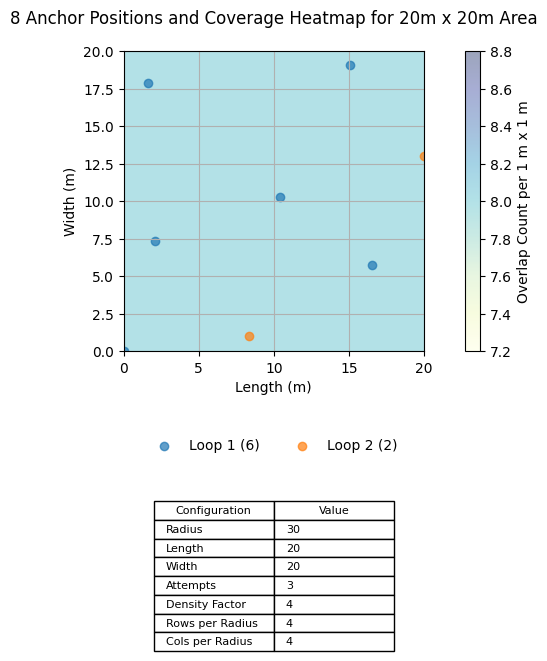 8 Anchor Positions and Coverage Heatmap for 20m x 20m Area
20.0
17.5
15.0
12.5
10.0
7.5
5.0
2.5
0.0
Width (m)
0 5 10 15 20
Length (m)
8.8
8.6
8.4
8.2
8.0
7.8
7.6
7.4
7.2
Overlap Count per 1 m x 1 m
Loop 1 (6) Loop 2 (2)
Configuration Value
Radius 30
Length 20
Width 20
Attempts 3
Density Factor 4
Rows per Radius 4
Cols per Radius 4